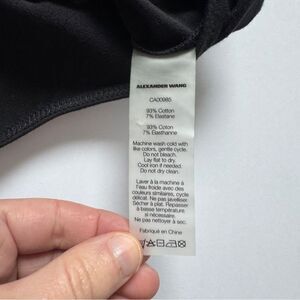 ALEXANDER WANG
CA00985
93% Cotton
7% Elastane
93% Coton
7% Elasthanne
Machine wash cold with
like colors, gentle cycle.
Do not bleach.
Lay flat to dry.
Cool iron if needed.
Do not dry clean.
Laver à la machine à
l'eau froide avec des
couleurs similaires, cycle
délicat. Ne pas javelliser
Séche à plat. Repasser
à basse température
si nécessaire.
Ne pas nettoyer à sec.
Fabriqué en Chine